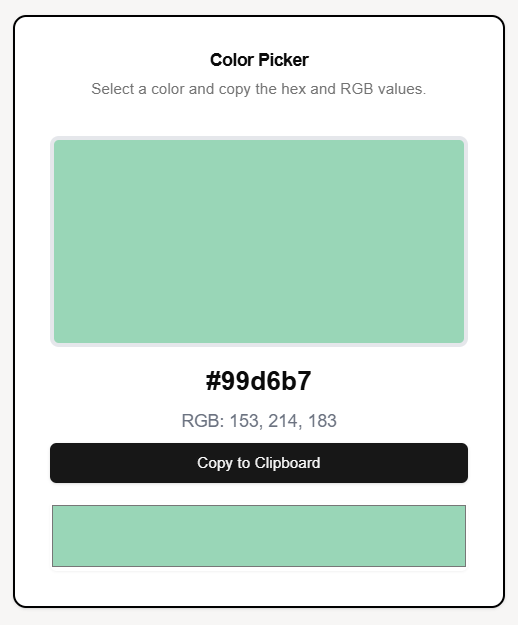 Color Picker
Select a color and copy the hex and RGB values.
#99d6b7
RGB: 153, 214, 183
Copy to Clipboard